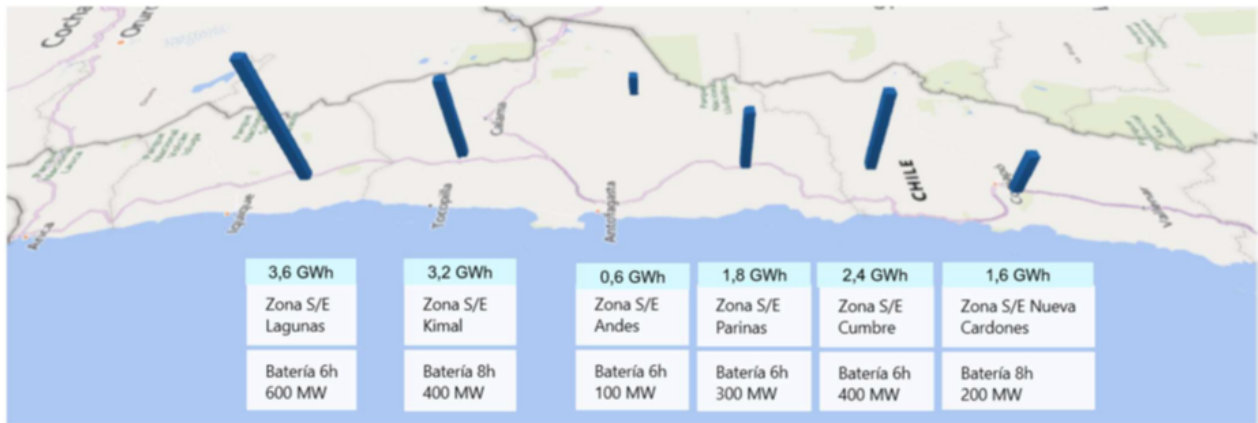 Cocha
Oruro
Calama
CHILE
Arica
Iquique
Tocopilla
Antofagasta
Vallenar
3,6 GWh
Zona S/E
Lagunas
Batería 6h
600 MW
3,2 GWh
Zona S/E
Kimal
Batería 8h
400 MW
0,6 GWh
Zona S/E
Andes
Batería 6h
100 MW
1,8 GWh
Zona S/E
Parinas
Batería 6h
300 MW
2,4 GWh
Zona S/E
Cumbre
Batería 6h
400 MW
1,6 GWh
Zona S/E Nueva
Cardones
Batería 8h
200 MW